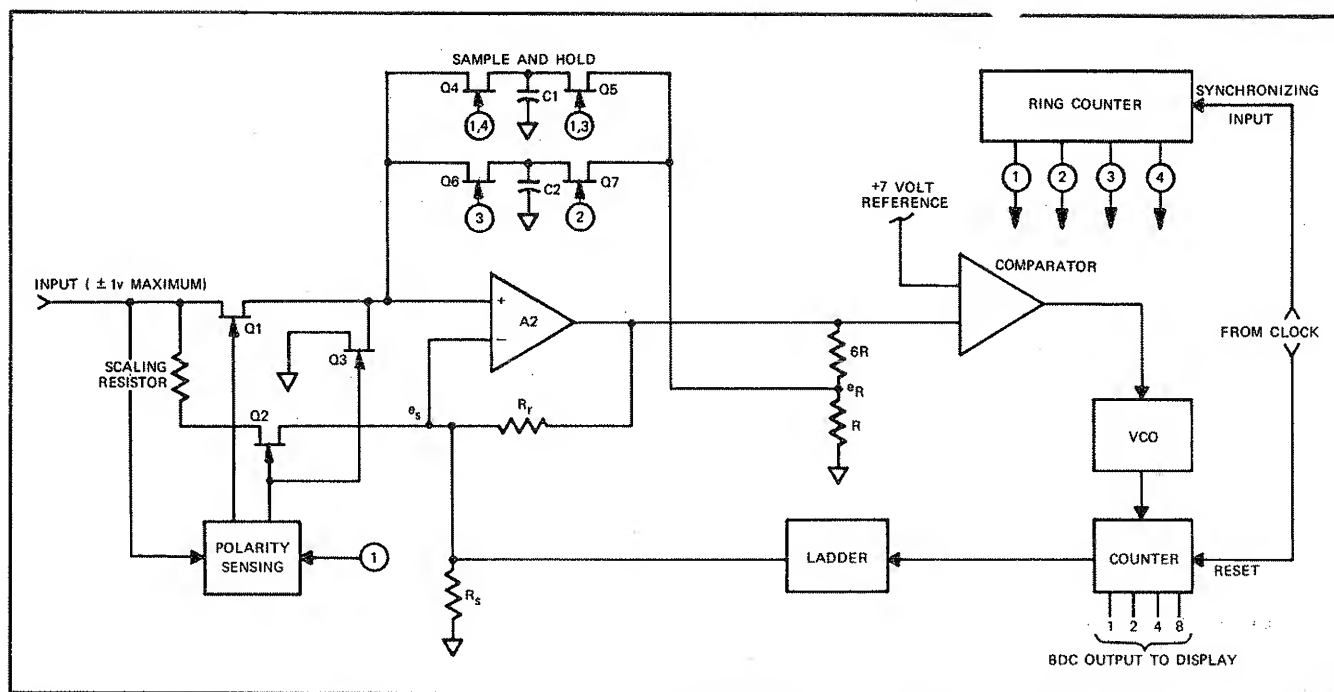 SAMPLE AND HOLD
Q4
C1
Q5
1,4
1,3
Q6
C2
Q7
3
2
RING COUNTER
SYNCHRONIZING
INPUT
1
2
3
4
+7 VOLT
REFERENCE
COMPARATOR
INPUT ( ± 1v MAXIMUM)
Q1
+
−
A2
Q3
SCALING
RESISTOR
Q2
es
Rr
6R
eR
R
FROM CLOCK
VCO
POLARITY
SENSING
1
Rs
LADDER
COUNTER
RESET
1 2 4 8
BDC OUTPUT TO DISPLAY